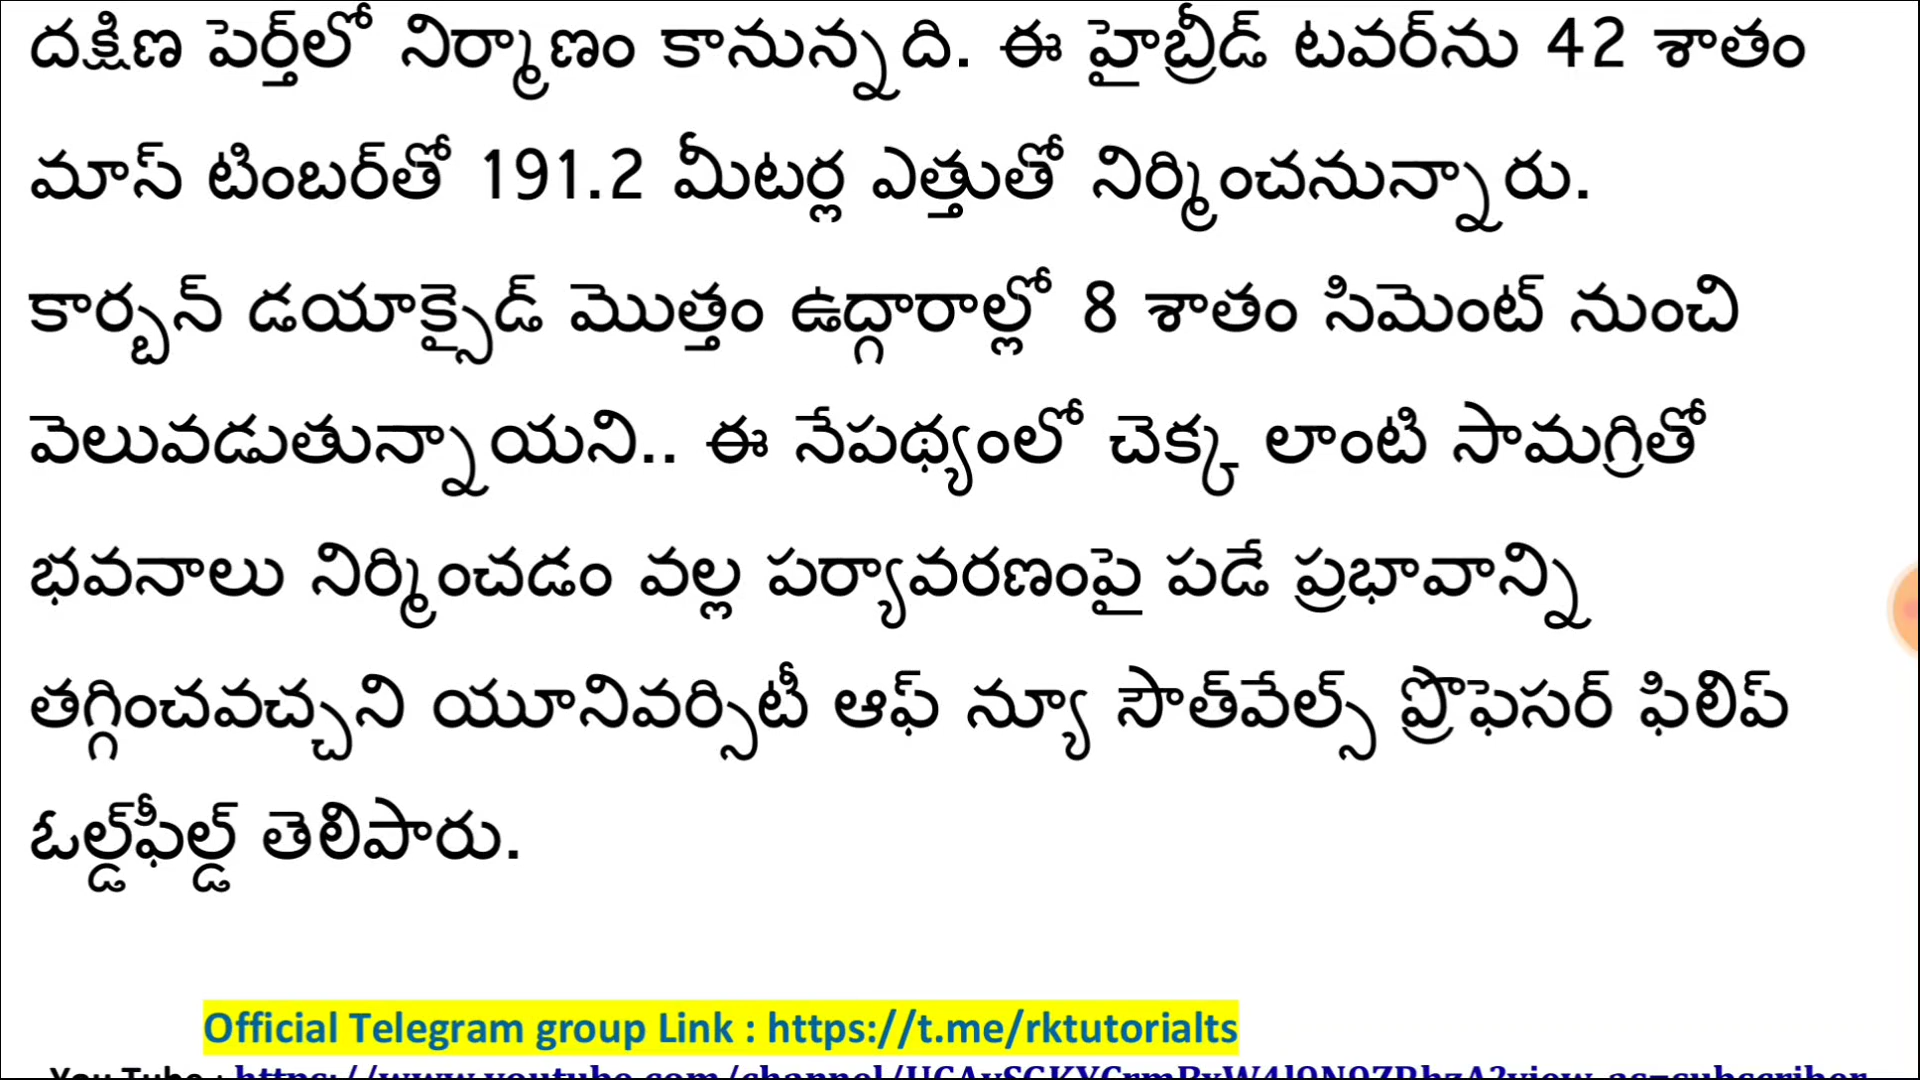 దక్షిణ పెర్త్‌లో నిర్మాణం కానున్నది. ఈ హైబ్రీడ్ టవర్‌ను 42 శాతం
మాస్ టింబర్‌తో 191.2 మీటర్ల ఎత్తుతో నిర్మించనున్నారు.
కార్బన్ డయాక్సైడ్ మొత్తం ఉద్గారాల్లో 8 శాతం సిమెంట్ నుంచి
వెలువడుతున్నాయని.. ఈ నేపథ్యంలో చెక్క లాంటి సామగ్రితో
భవనాలు నిర్మించడం వల్ల పర్యావరణంపై పడే ప్రభావాన్ని
తగ్గించవచ్చని యూనివర్సిటీ ఆఫ్ న్యూ సౌత్‌వేల్స్ ప్రొఫెసర్ ఫిలిప్
ఓల్డ్‌ఫీల్డ్ తెలిపారు.
Official Telegram group Link : https://t.me/rktutorialts
You Tube :